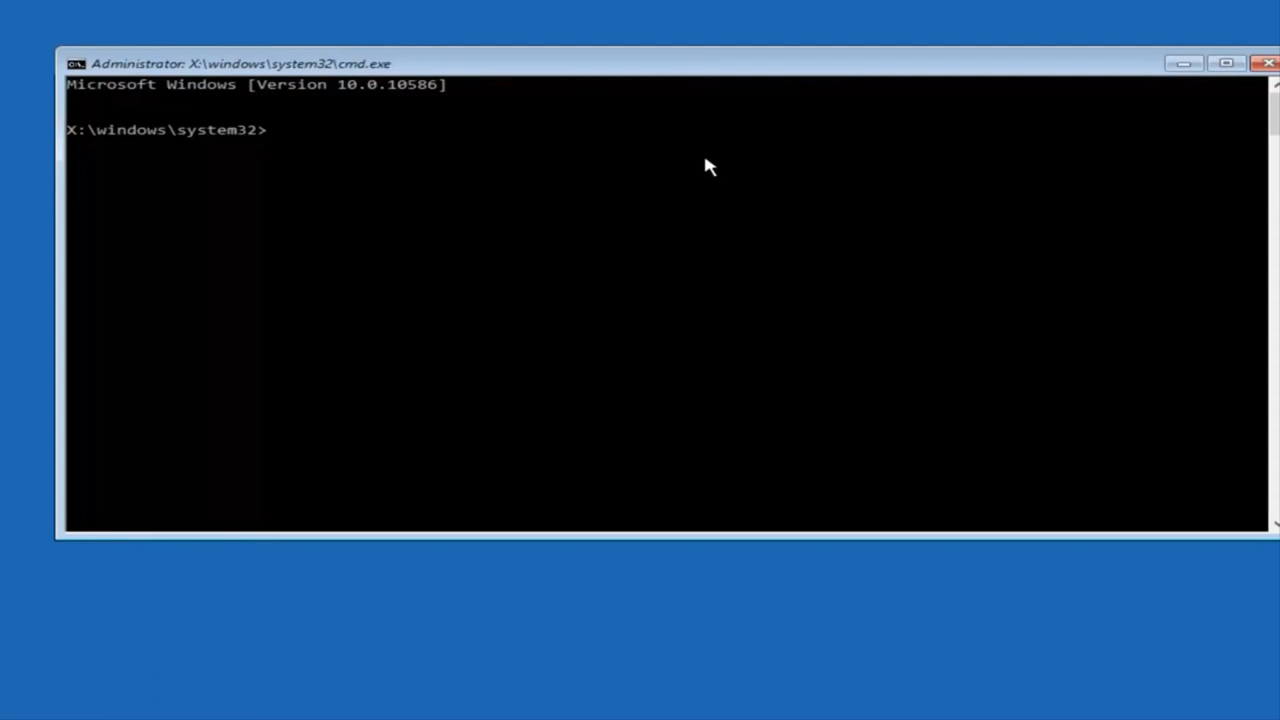 Administrator: X:\windows\system32\cmd.exe
Microsoft Windows [Version 10.0.10586]
X:\windows\system32>